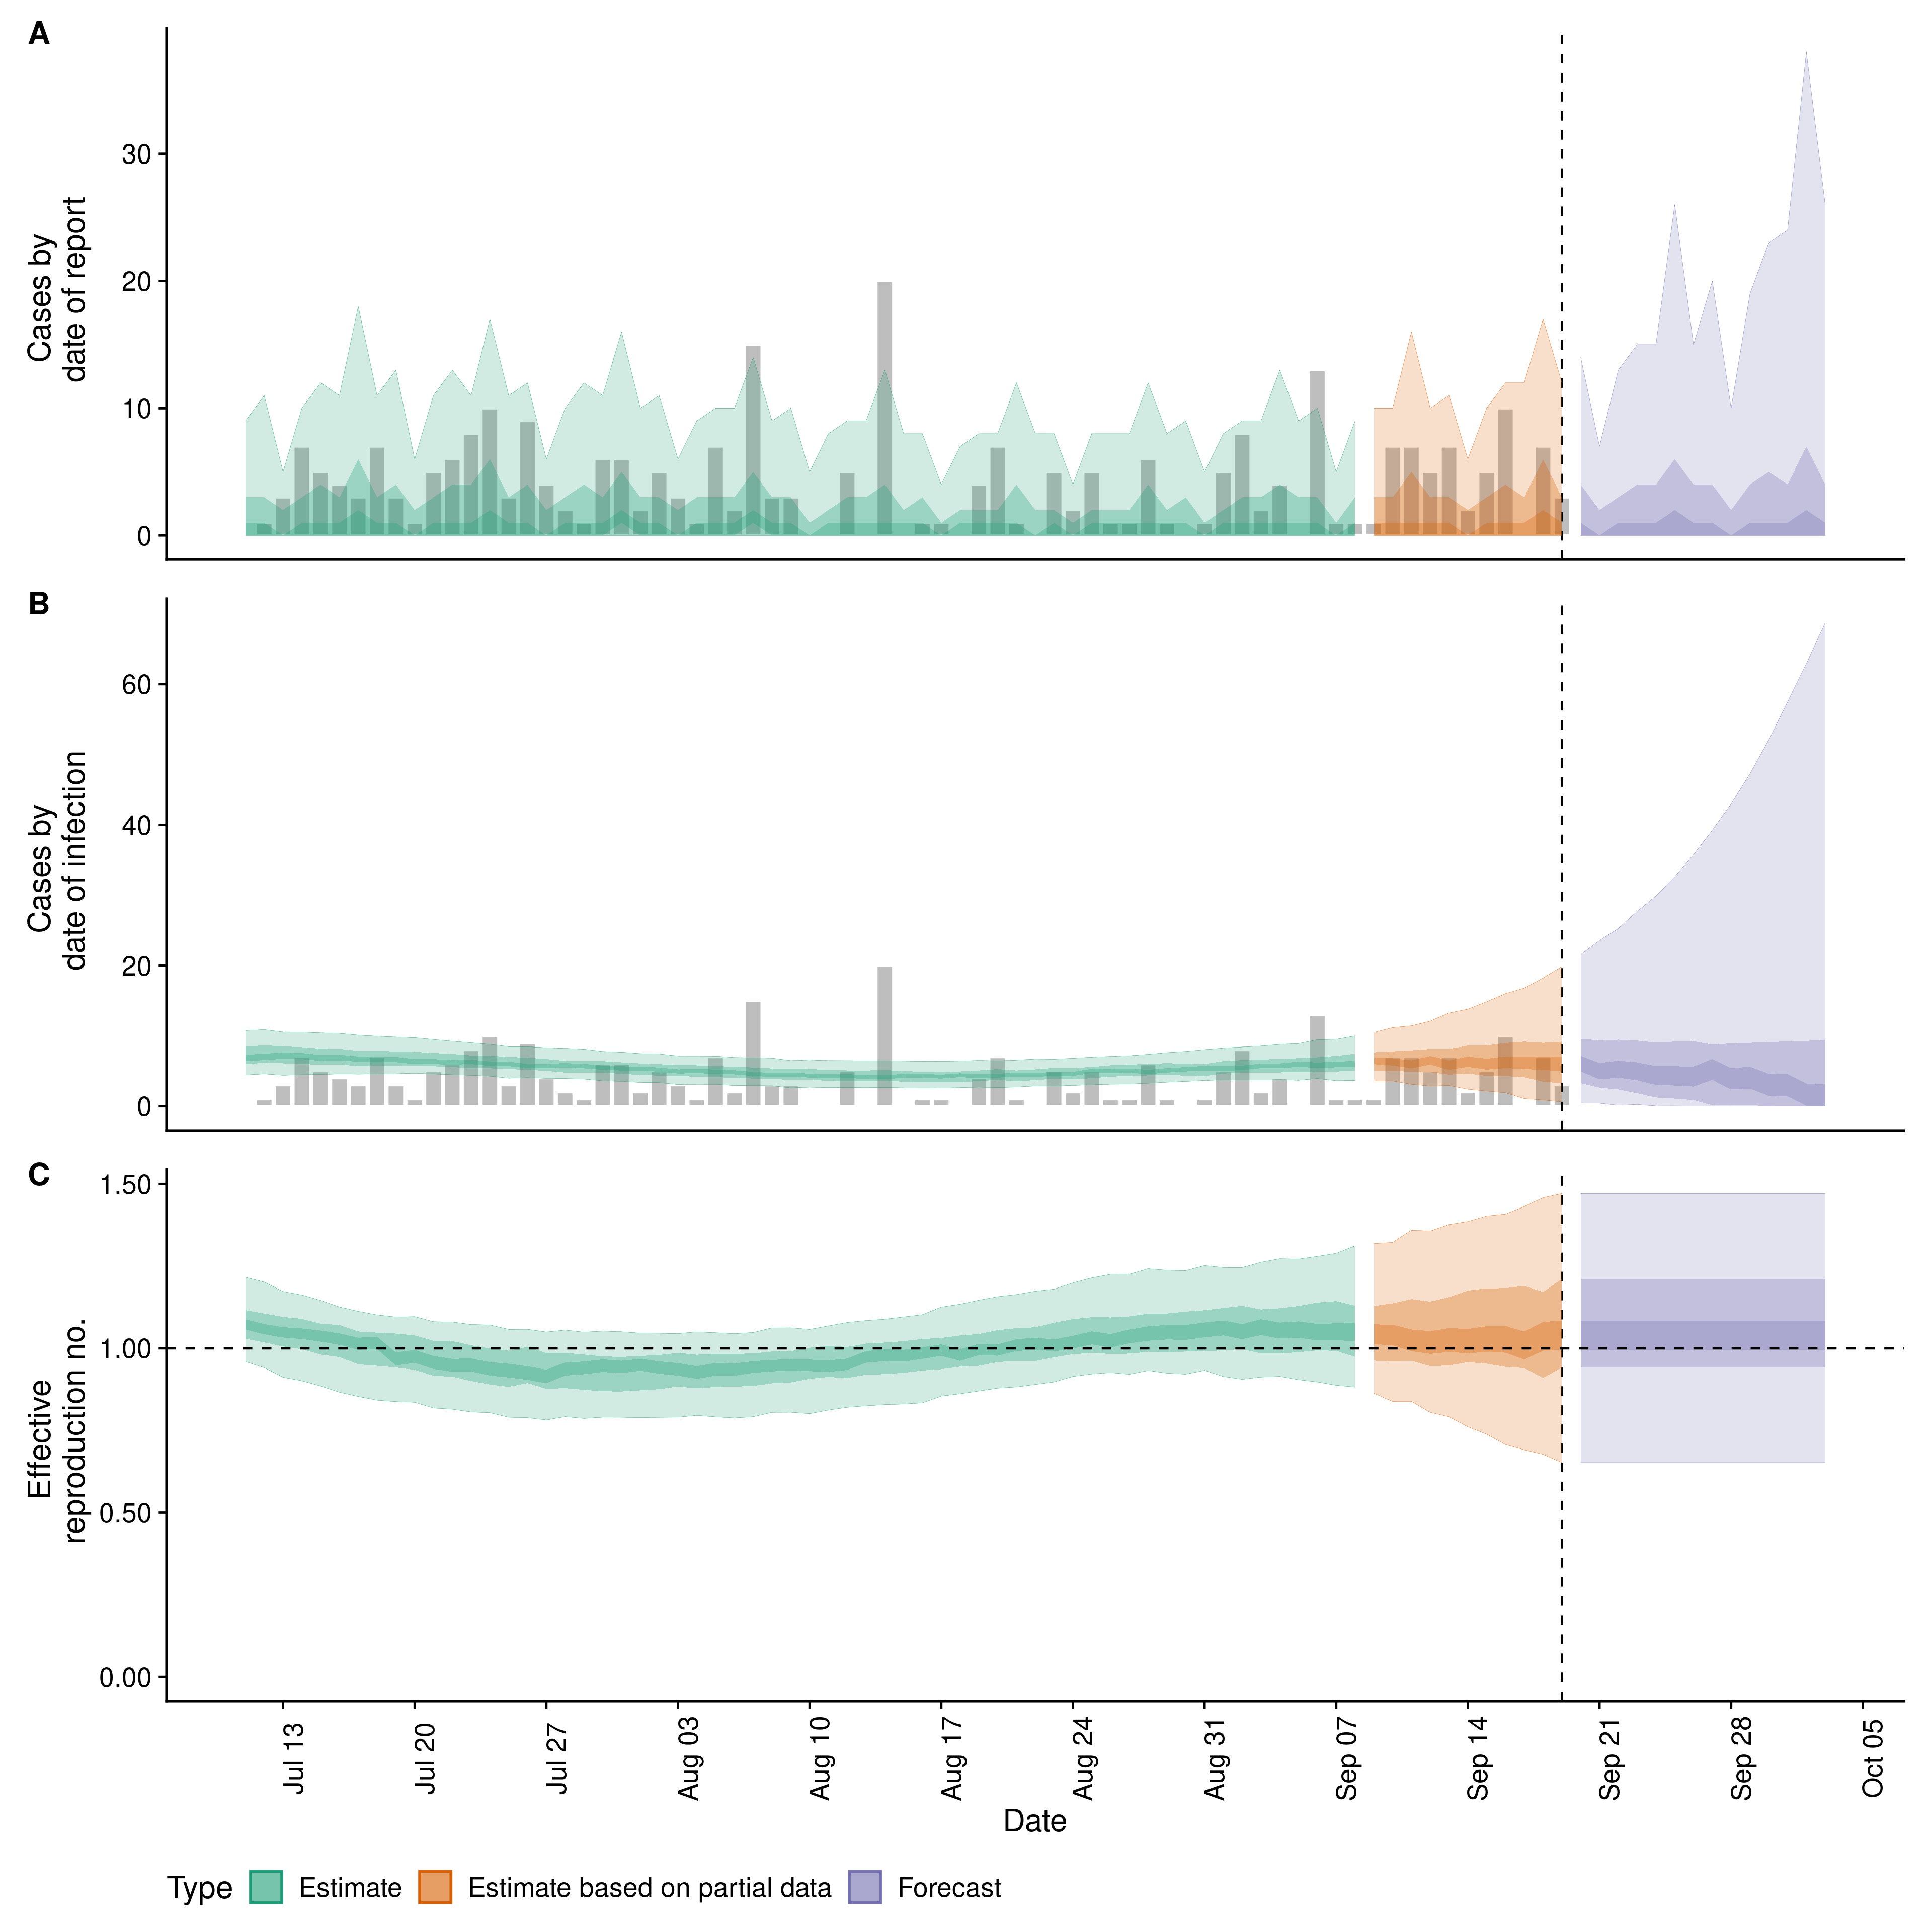 A
Cases by
date of report
30
20
10
0
B
Cases by
date of infection
60
40
20
0
C
Effective
reproduction no.
1.50
1.00
0.50
0.00
Jul 13
Jul 20
Jul 27
Aug 03
Aug 10
Aug 17
Aug 24
Aug 31
Sep 07
Sep 14
Sep 21
Sep 28
Oct 05
Date
Type Estimate Estimate based on partial data Forecast